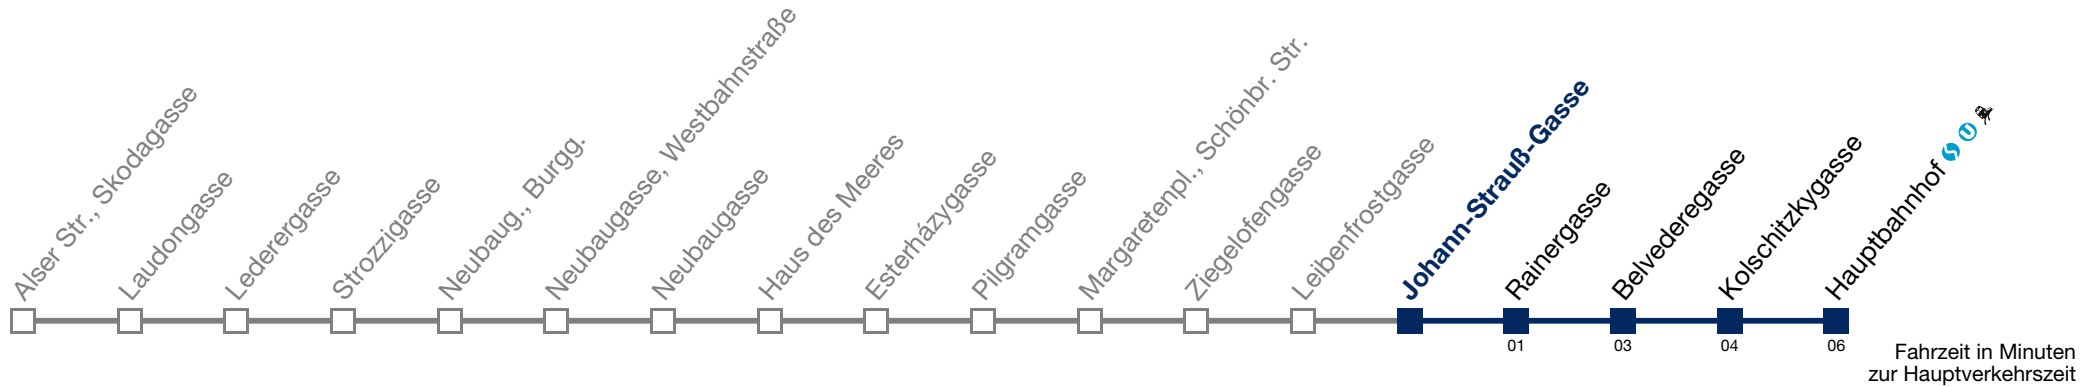 Alser Str., Skodagasse
Laudongasse
Lederergasse
Strozzigasse
Neubaug., Burgg.
Neubaugasse, Westbahnstraße
Neubaugasse
Haus des Meeres
Esterházygasse
Pilgramgasse
Margaretenpl., Schönbr. Str.
Ziegelofengasse
Leibenfrostgasse
Johann-Strauß-Gasse
Rainergasse
Belvederegasse
Kolschitzkygasse
Hauptbahnhof S U
01
03
04
06
Fahrzeit in Minuten
zur Hauptverkehrszeit